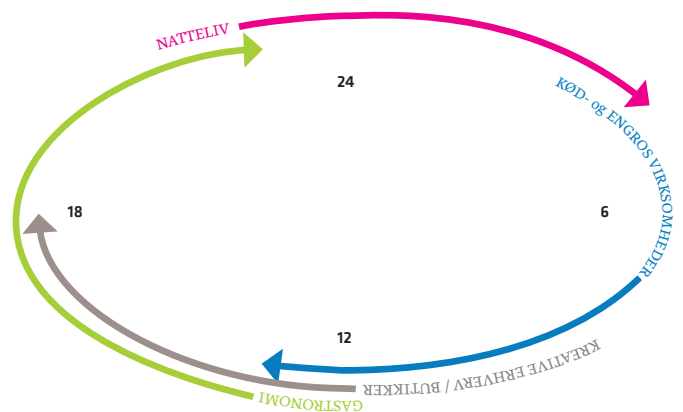 NATTELIV
24
KØD- og ENGROS VIRKSOMHEDER
18
6
12
KREATIVE ERHVERV / BUTIKKER
GASTRONOMI